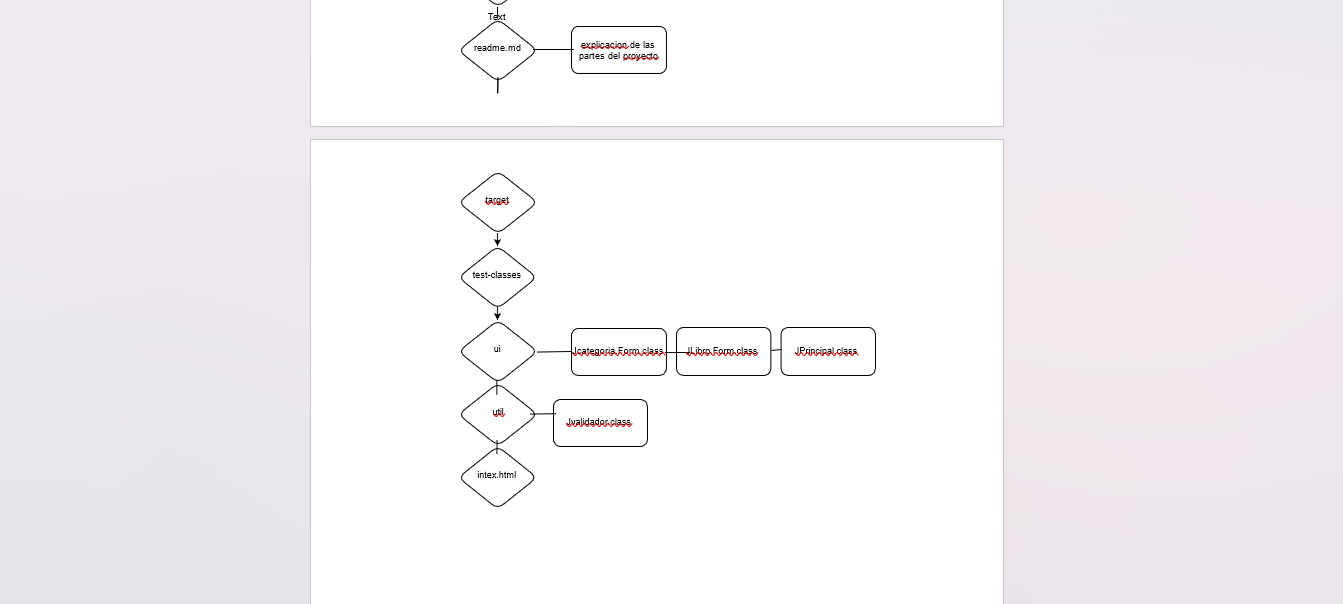 Text
readme.md
explicacion de las
partes del proyecto
target
test-classes
ui
Jcategoria.Form.class
JLibro.Form.class
JPrincipal.class
util
Jvalidador.class
intex.html